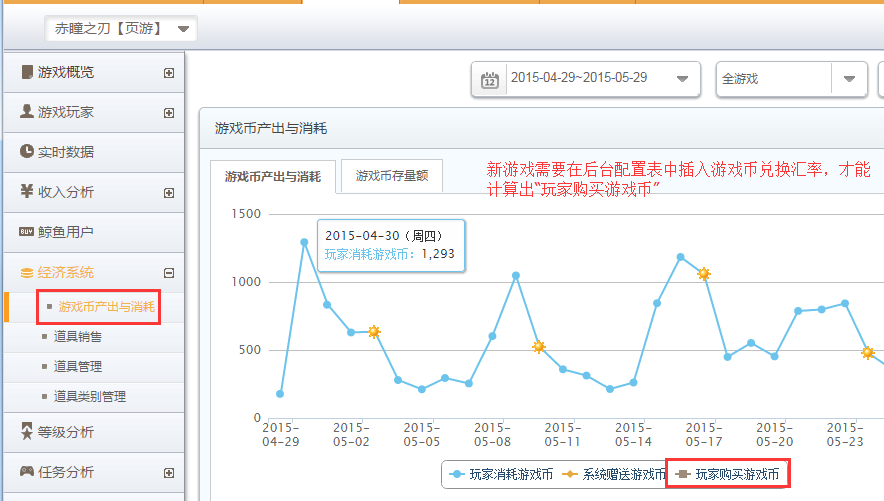 赤瞳之刃【页游】
游戏概览
游戏玩家
实时数据
收入分析
鲸鱼用户
经济系统
游戏币产出与消耗
道具销售
道具管理
道具类别管理
等级分析
任务分析
12
2015-04-29~2015-05-29
全游戏
游戏币产出与消耗
游戏币产出与消耗
游戏币存量额
新游戏需要在后台配置表中插入游戏币兑换汇率，才能
计算出“玩家购买游戏币”
1500
1000
500
0
2015-04-30（周四）
玩家消耗游戏币：1,293
2015-
04-29
2015-
05-02
2015-
05-05
2015-
05-08
2015-
05-11
2015-
05-14
2015-
05-17
2015-
05-20
2015-
05-23
玩家消耗游戏币
系统赠送游戏币
玩家购买游戏币